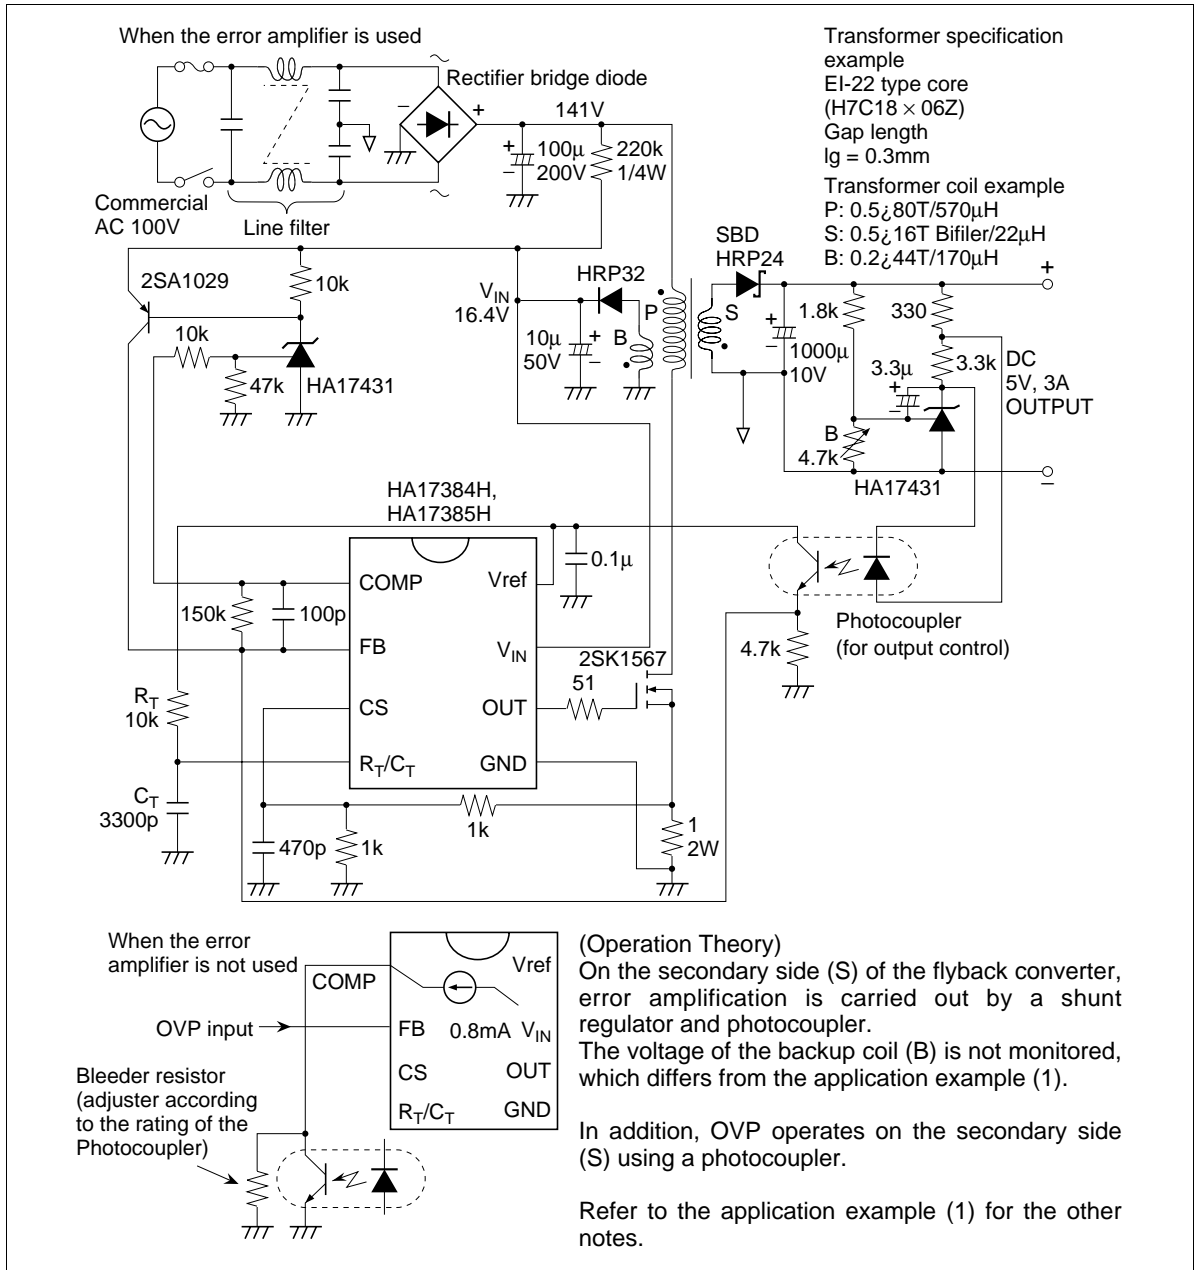 When the error amplifier is used
Rectifier bridge diode
141V
−
+
+
−
100µ
200V
220k
1/4W
Commercial
AC 100V
Line filter
Transformer specification
example
EI-22 type core
(H7C18 × 06Z)
Gap length
lg = 0.3mm
Transformer coil example
P: 0.5¿80T/570µH
S: 0.5¿16T Bifiler/22µH
B: 0.2¿44T/170µH
2SA1029
10k
10k
47k
HA17431
VIN
16.4V
HRP32
10µ
50V
+
−
B
P
S
SBD
HRP24
+
−
1000µ
10V
1.8k
330
3.3k
3.3µ
+
−
B
4.7k
HA17431
+
DC
5V, 3A
OUTPUT
−
HA17384H,
HA17385H
COMP
Vref
0.1µ
150k
100p
FB
VIN
2SK1567
51
RT
10k
CS
OUT
RT/CT
GND
CT
3300p
470p
1k
1k
1
2W
Photocoupler
(for output control)
4.7k
When the error
amplifier is not used
COMP
Vref
OVP input
FB
0.8mA
VIN
CS
OUT
RT/CT
GND
Bleeder resistor
(adjuster according
to the rating of the
Photocoupler)
(Operation Theory)
On the secondary side (S) of the flyback converter,
error amplification is carried out by a shunt
regulator and photocoupler.
The voltage of the backup coil (B) is not monitored,
which differs from the application example (1).
In addition, OVP operates on the secondary side
(S) using a photocoupler.
Refer to the application example (1) for the other
notes.